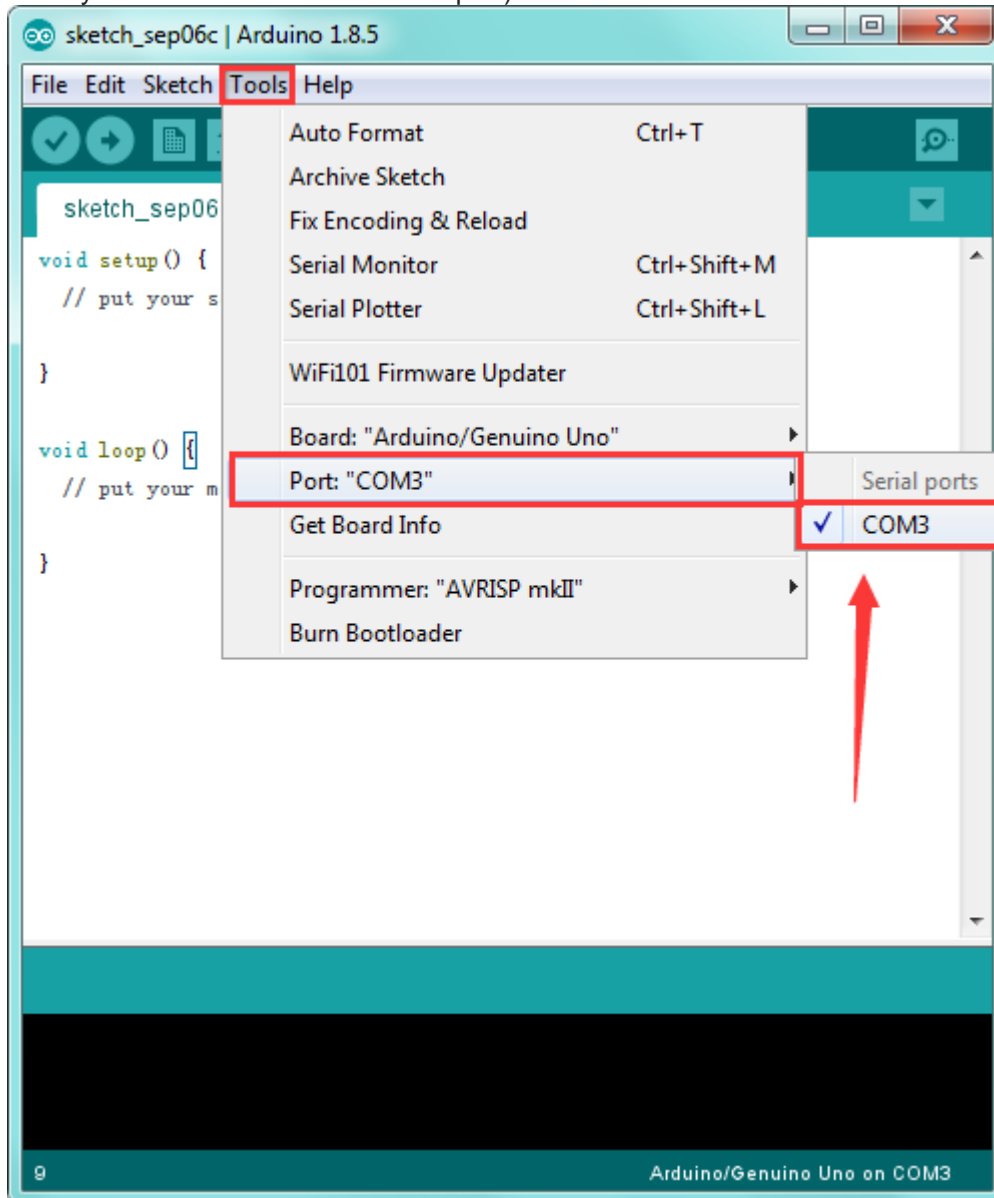 sketch_sep06c | Arduino 1.8.5
File Edit Sketch Tools Help
sketch_sep06
void setup() {
// put your s
}
void loop() {
// put your m
}
Auto Format Ctrl+T
Archive Sketch
Fix Encoding & Reload
Serial Monitor Ctrl+Shift+M
Serial Plotter Ctrl+Shift+L
WiFi101 Firmware Updater
Board: "Arduino/Genuino Uno"
Port: "COM3"
Get Board Info
Programmer: "AVRISP mkII"
Burn Bootloader
Serial ports
COM3
9 Arduino/Genuino Uno on COM3